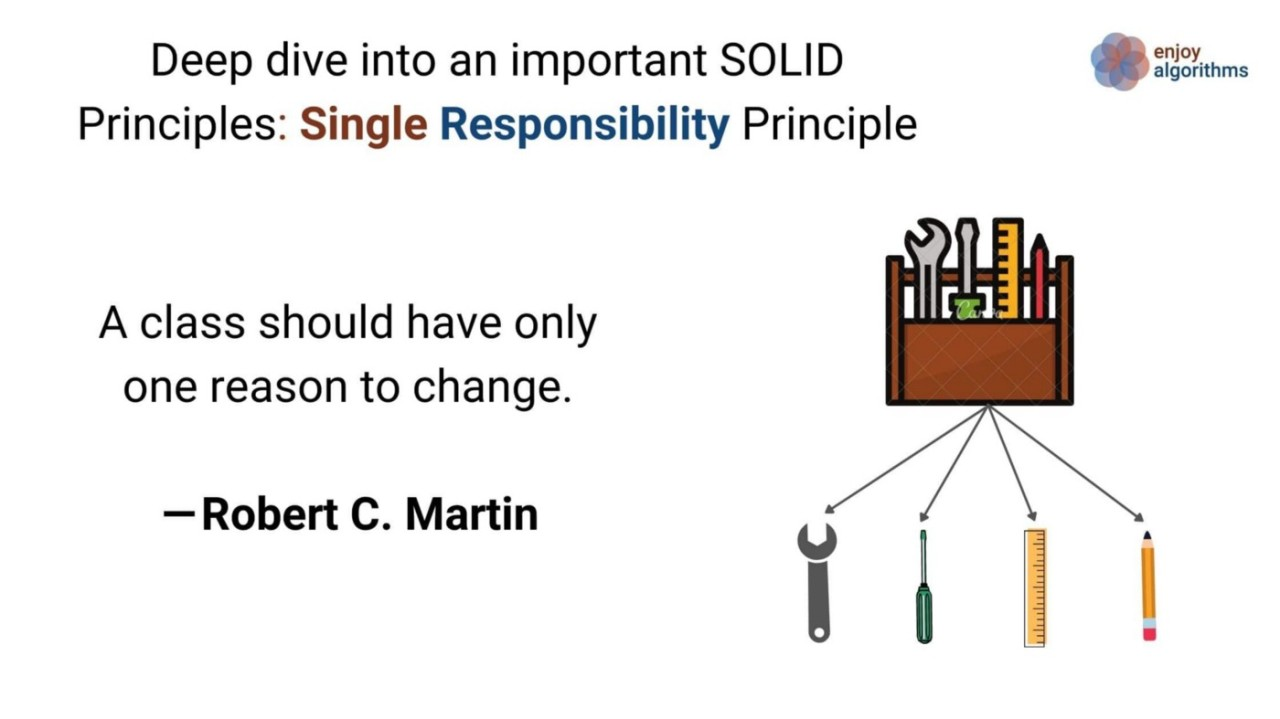 Deep dive into an important SOLID
Principles: Single Responsibility Principle
enjoy
algorithms
A class should have only
one reason to change.
—Robert C. Martin
Canva